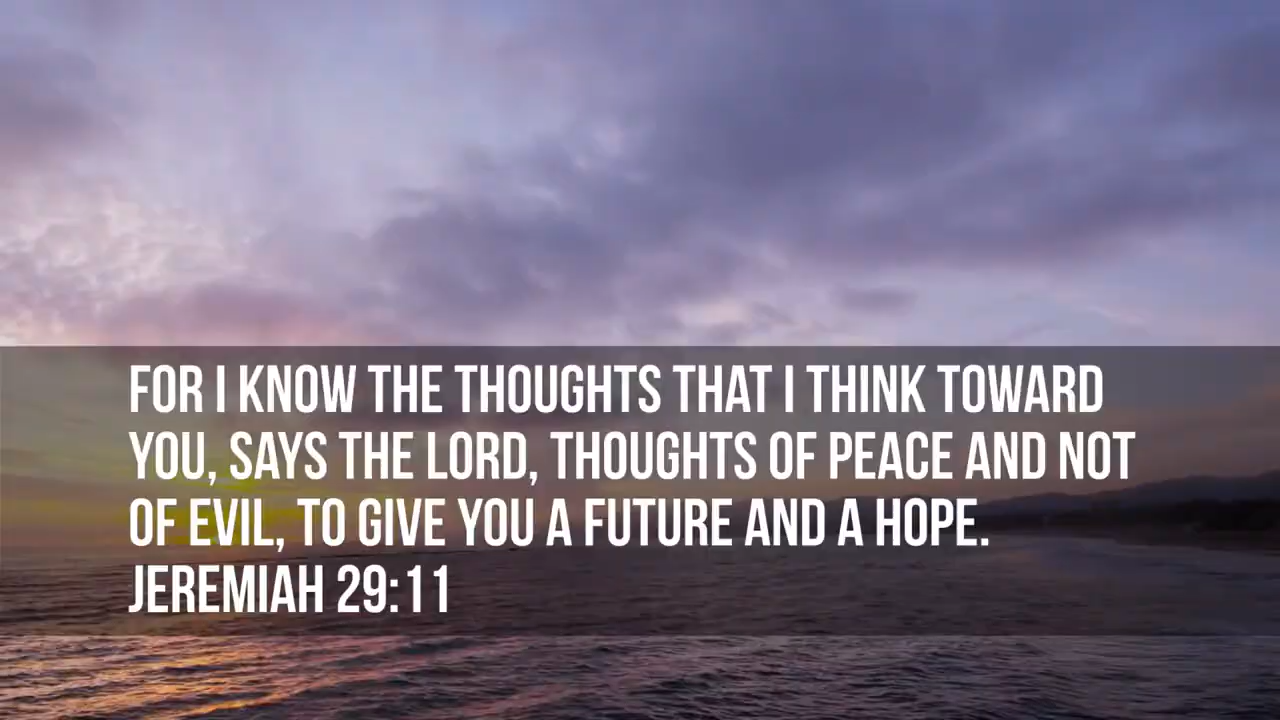 FOR I KNOW THE THOUGHTS THAT I THINK TOWARD
YOU, SAYS THE LORD, THOUGHTS OF PEACE AND NOT
OF EVIL, TO GIVE YOU A FUTURE AND A HOPE.
JEREMIAH 29:11